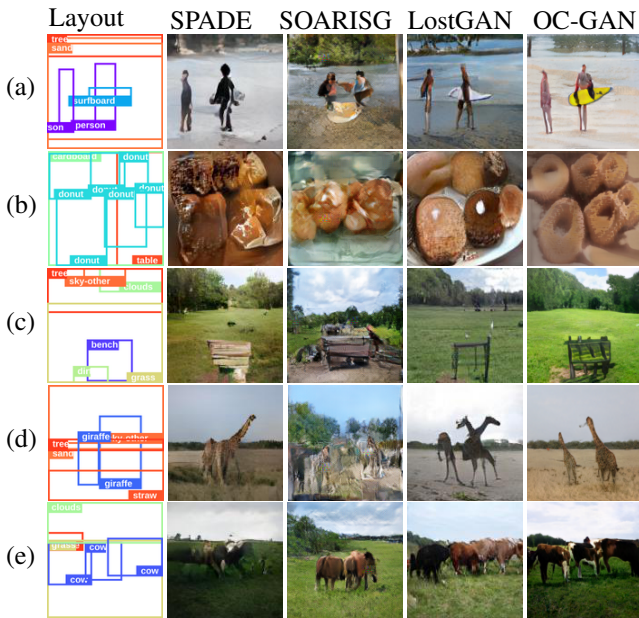 Layout SPADE SOARISG LostGAN OC-GAN
(a)
tree
sand
surfboard
son person
(b)
cardboard donut
donut donut donut
donut table
(c)
tree
sky-other
clouds
bench
dirt
grass
(d)
tree giraffe sky-other
sand
giraffe
straw
(e)
clouds
grass cow
cow cow